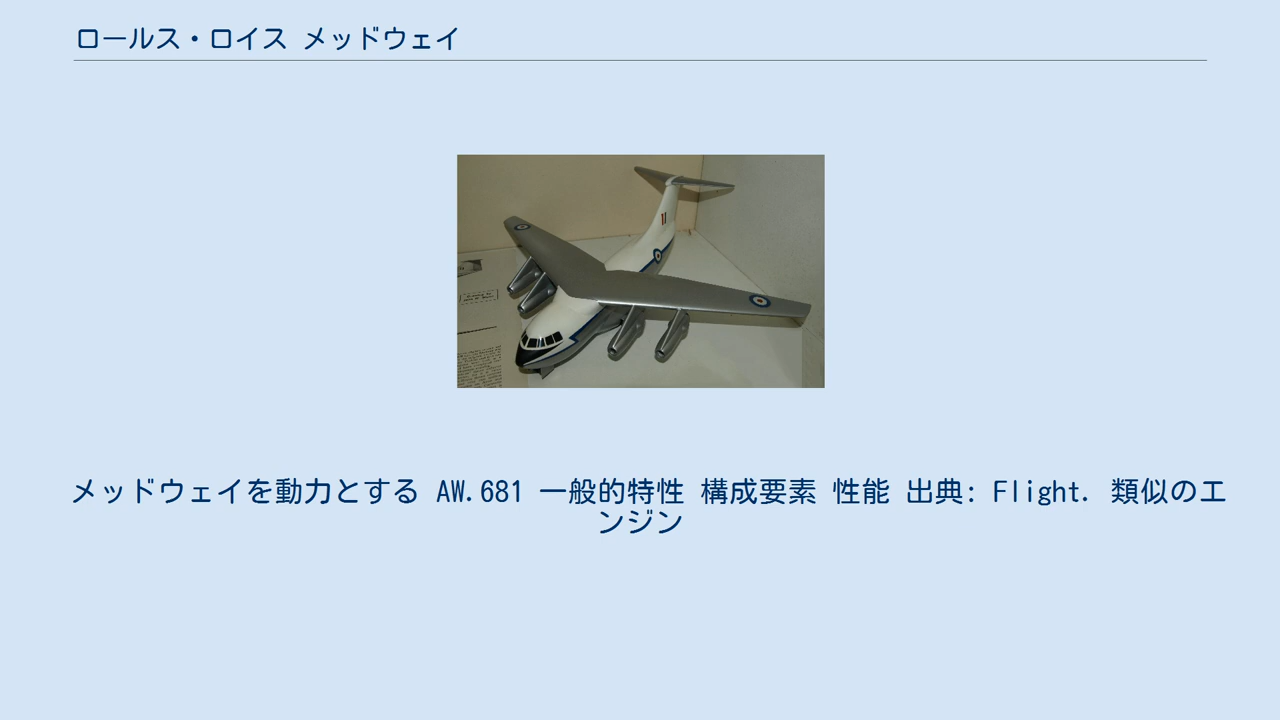 ロールス・ロイス メッドウェイ
メッドウェイを動力とする AW.681 一般的特性 構成要素 性能 出典: Flight. 類似のエ
ンジン